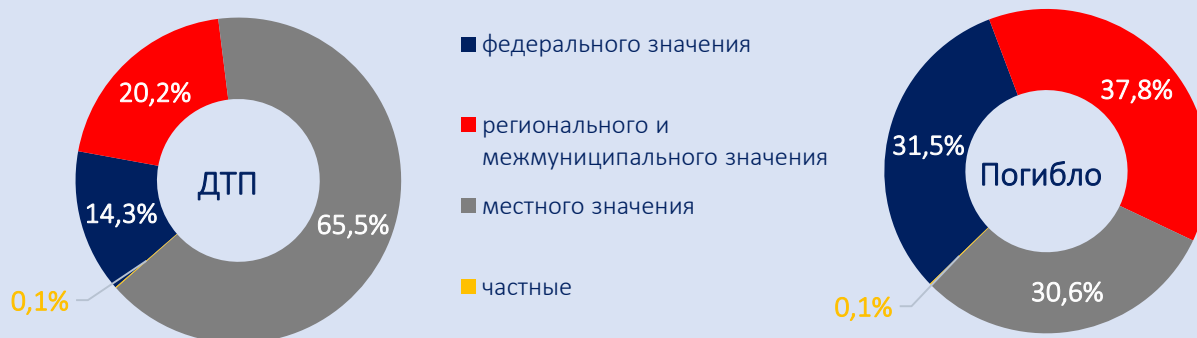 20,2%
14,3%
ДТП
65,5%
0,1%
федерального значения
регионального и
межмуниципального значения
местного значения
частные
37,8%
31,5%
Погибло
30,6%
0,1%